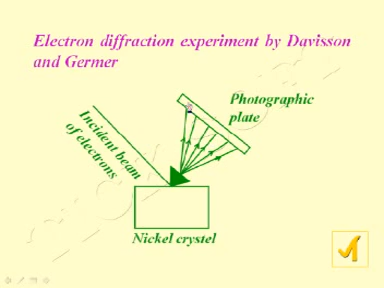 Electron diffraction experiment by Davisson
and Germer
Photographic
plate
Incident beam
of electrons
Nickel crystel